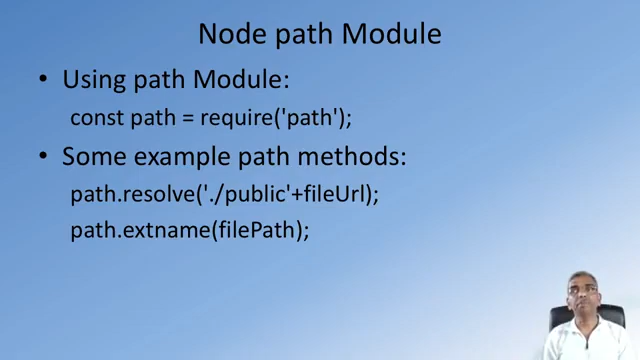 Node path Module
• Using path Module:
const path = require('path');
• Some example path methods:
path.resolve('./public'+fileUrl);
path.extname(filePath);